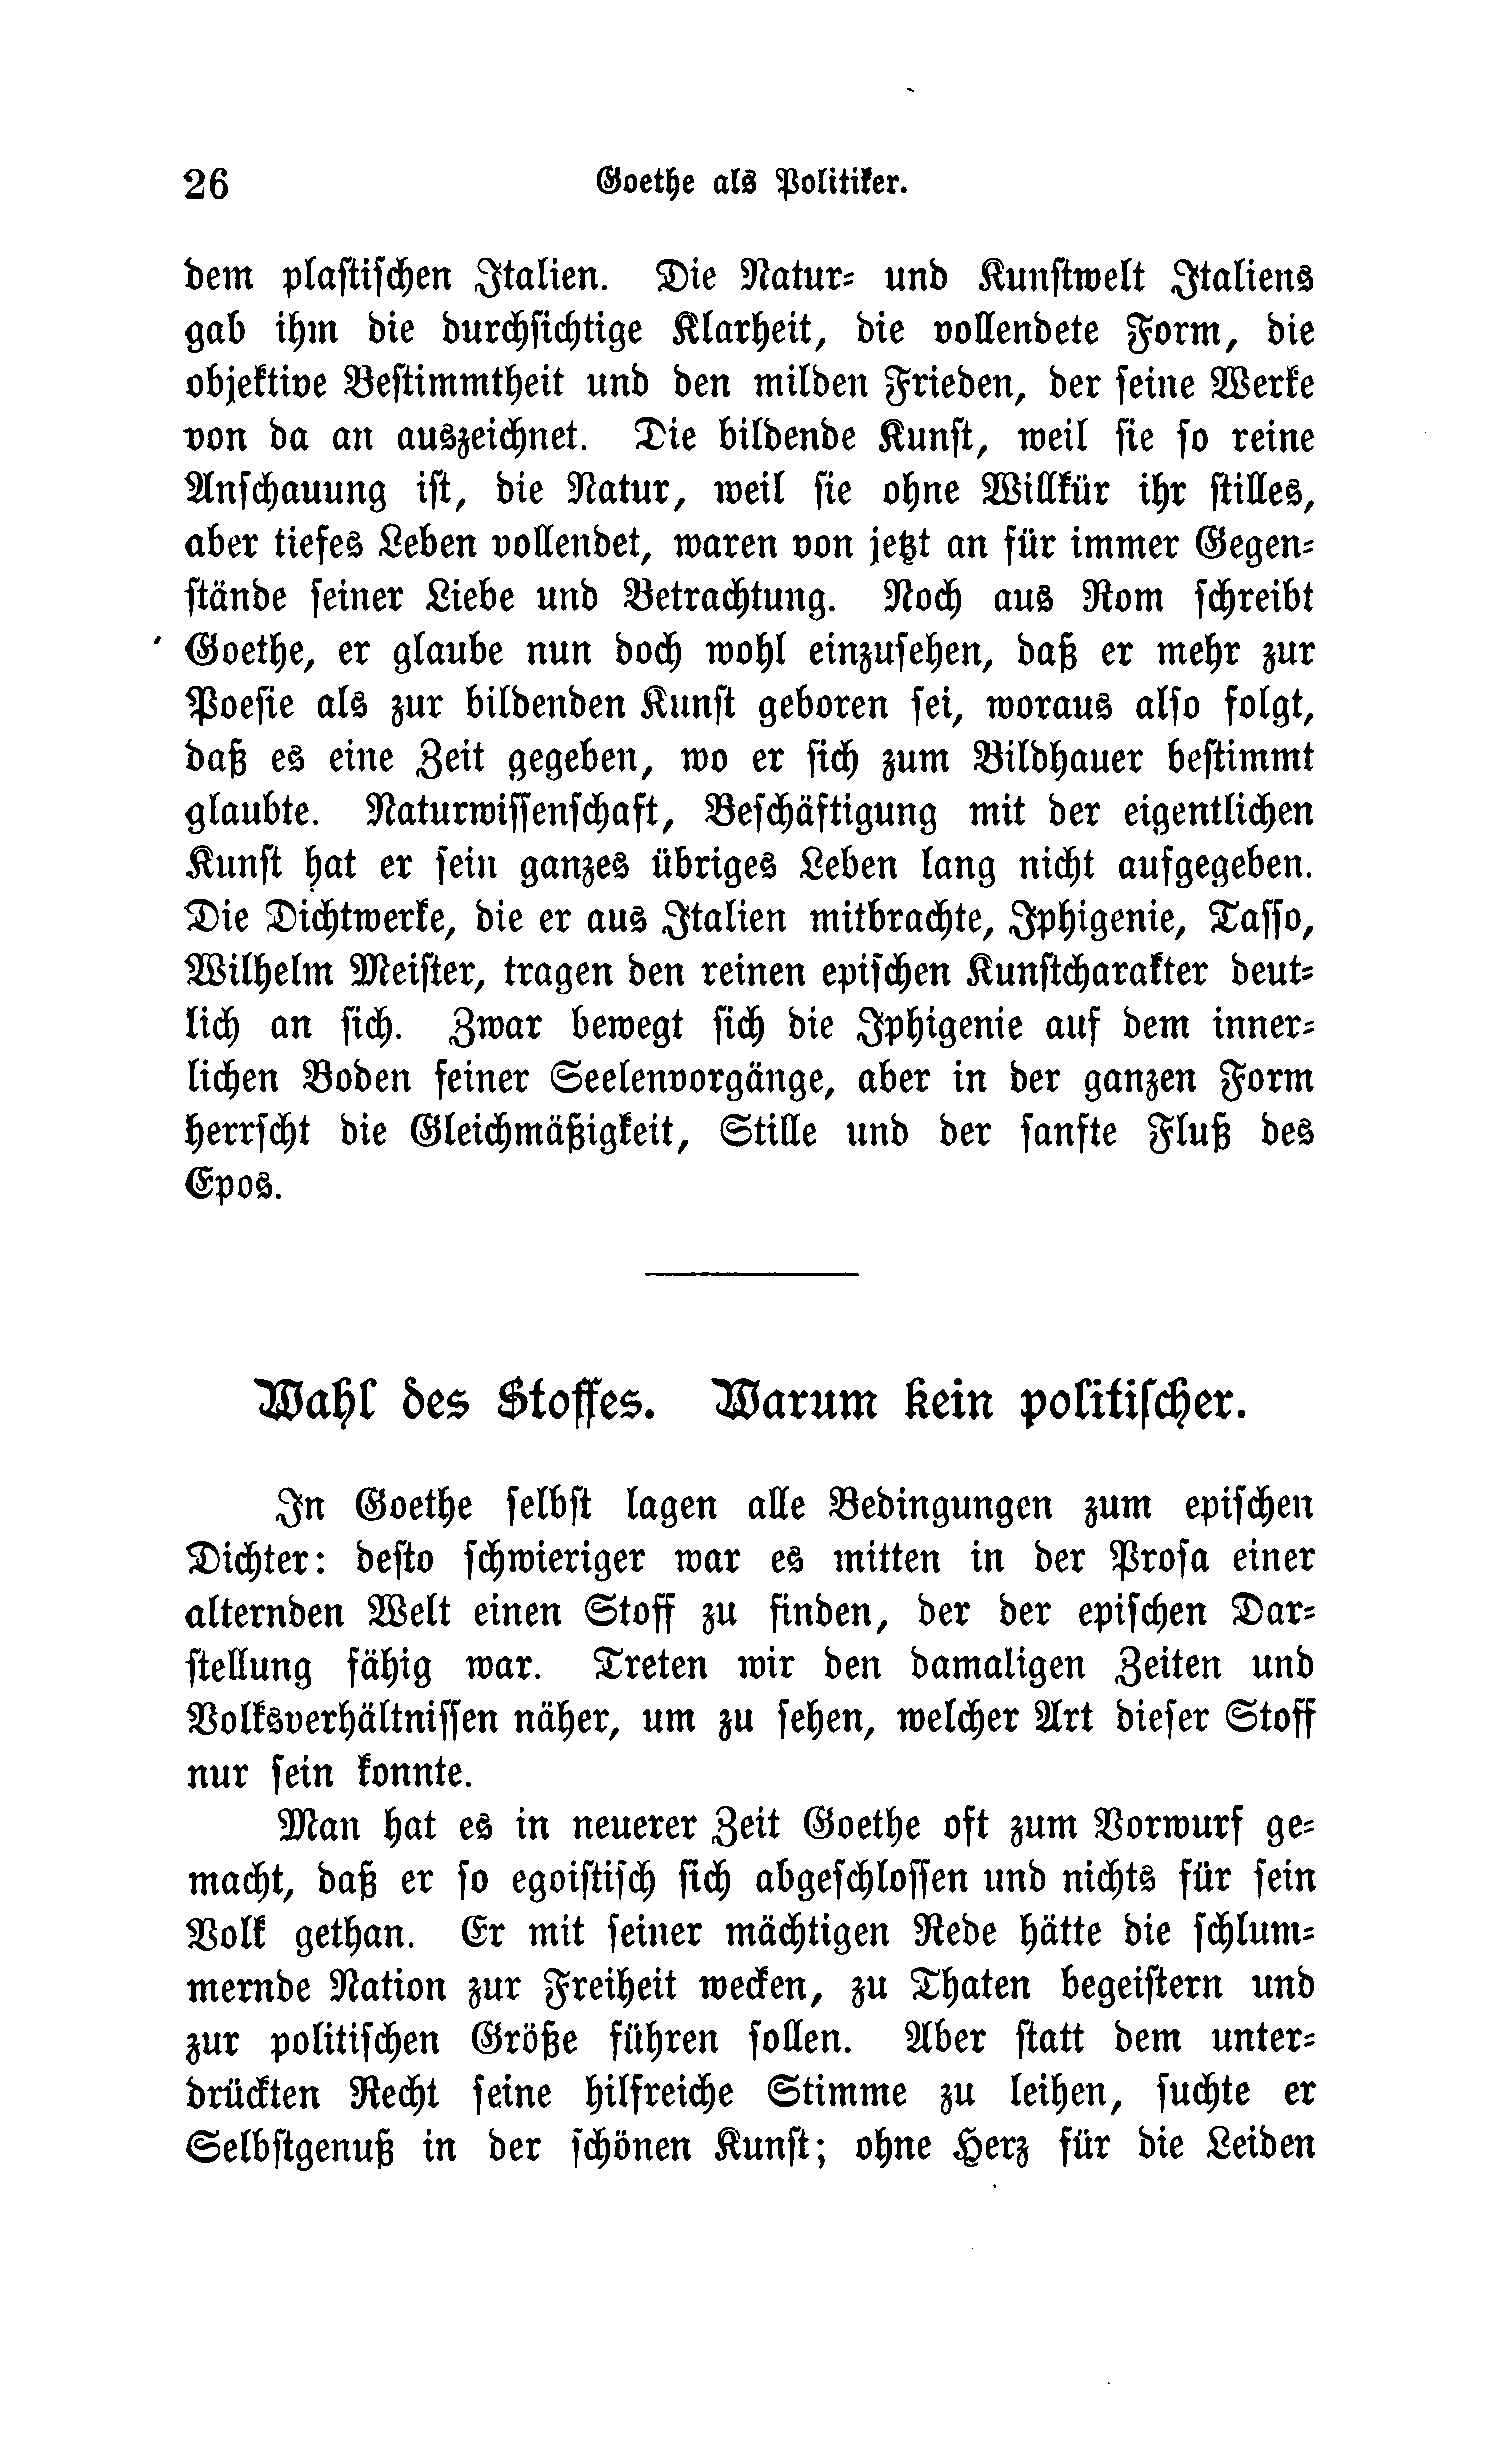 26 Goethe als Politiker.
dem plaſtiſchen Italien. Die Natur- und Kunſtwelt Italiens
gab ihm die durchſichtige Klarheit, die vollendete Form, die
objektive Beſtimmtheit und den milden Frieden, der ſeine Werke
von da an auszeichnet. Die bildende Kunſt, weil ſie ſo reine
Anſchauung iſt, die Natur, weil ſie ohne Willkür ihr ſtilles,
aber tiefes Leben vollendet, waren von jetzt an für immer Gegen-
ſtände ſeiner Liebe und Betrachtung. Noch aus Rom ſchreibt
Goethe, er glaube nun doch wohl einzuſehen, daß er mehr zur
Poeſie als zur bildenden Kunſt geboren ſei, woraus alſo folgt,
daß es eine Zeit gegeben, wo er ſich zum Bildhauer beſtimmt
glaubte. Naturwiſſenſchaft, Beſchäftigung mit der eigentlichen
Kunſt hat er ſein ganzes übriges Leben lang nicht aufgegeben.
Die Dichtwerke, die er aus Italien mitbrachte, Iphigenie, Taſſo,
Wilhelm Meiſter, tragen den reinen epiſchen Kunſtcharakter deut-
lich an ſich. Zwar bewegt ſich die Iphigenie auf dem inner-
lichen Boden feiner Seelenvorgänge, aber in der ganzen Form
herrſcht die Gleichmäßigkeit, Stille und der ſanfte Fluß des
Epos.
Wahl des Stoffes. Warum kein politiſcher.
In Goethe ſelbſt lagen alle Bedingungen zum epiſchen
Dichter: deſto ſchwieriger war es mitten in der Proſa einer
alternden Welt einen Stoff zu finden, der der epiſchen Dar-
ſtellung fähig war. Treten wir den damaligen Zeiten und
Volksverhältniſſen näher, um zu ſehen, welcher Art dieſer Stoff
nur ſein konnte.
Man hat es in neuerer Zeit Goethe oft zum Vorwurf ge-
macht, daß er ſo egoiſtiſch ſich abgeſchloſſen und nichts für ſein
Volk gethan. Er mit ſeiner mächtigen Rede hätte die ſchlum-
mernde Nation zur Freiheit wecken, zu Thaten begeiſtern und
zur politiſchen Größe führen ſollen. Aber ſtatt dem unter-
drückten Recht ſeine hilfreiche Stimme zu leihen, ſuchte er
Selbſtgenuß in der ſchönen Kunſt; ohne Herz für die Leiden